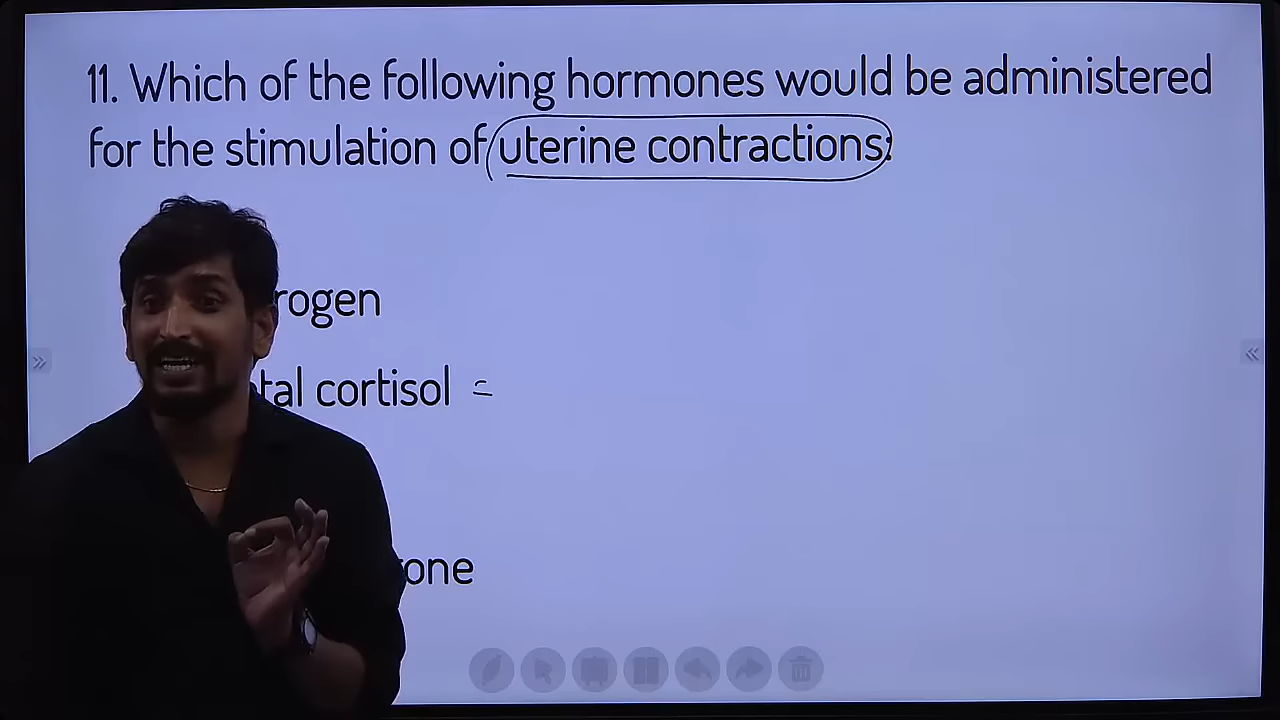 11. Which of the following hormones would be administered
for the stimulation of uterine contractions:
rogen
tal cortisol =
one